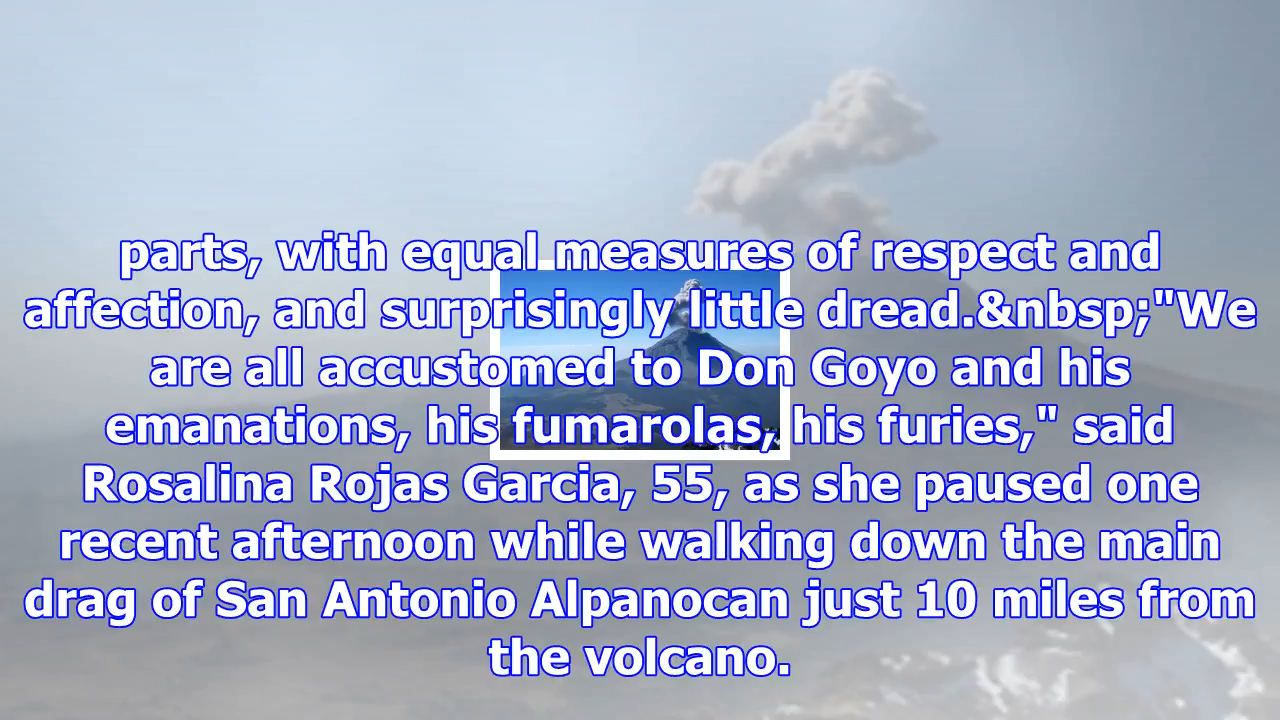 parts, with equal measures of respect and
affection, and surprisingly little dread.&nbsp;"We
are all accustomed to Don Goyo and his
emanations, his fumarolas, his furies," said
Rosalina Rojas Garcia, 55, as she paused one
recent afternoon while walking down the main
drag of San Antonio Alpanocan just 10 miles from
the volcano.